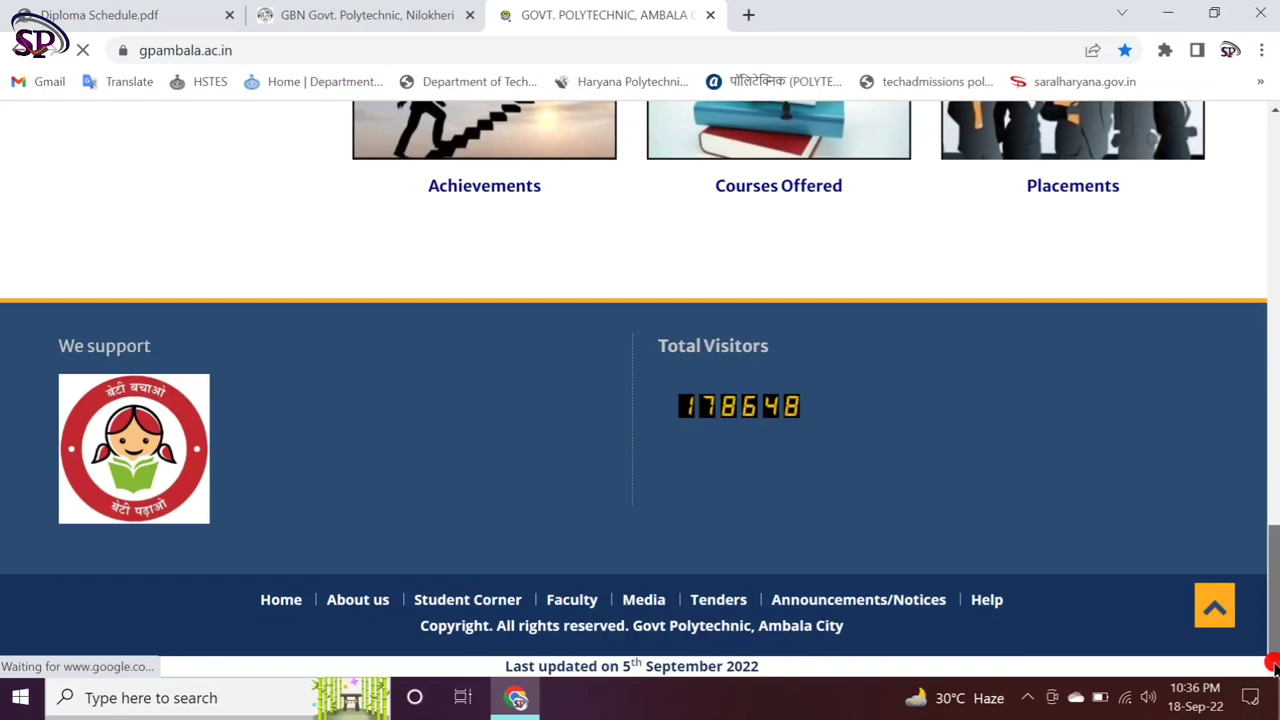 Diploma Schedule.pdf
GBN Govt. Polytechnic, Nilokheri
GOVT. POLYTECHNIC, AMBALA C
SP
gpambala.ac.in
Gmail
Translate
HSTES
Home | Department...
Department of Tech...
Haryana Polytechni...
पॉलिटेक्निक (POLYTE...
techadmissions pol...
saralharyana.gov.in
»
Achievements
Courses Offered
Placements
We support
Total Visitors
बेटी बचाओ
बेटी पढ़ाओ
178648
Home
About us
Student Corner
Faculty
Media
Tenders
Announcements/Notices
Help
Copyright. All rights reserved. Govt Polytechnic, Ambala City
Waiting for www.google.co...
Last updated on 5th September 2022
Type here to search
30°C Haze
10:36 PM
18-Sep-22